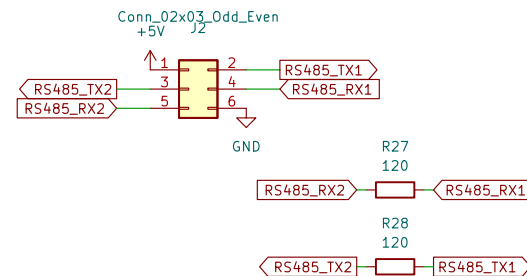 Conn_02x03_Odd_Even
+5V J2
1 2 RS485_TX1
RS485_TX2 3 4 RS485_RX1
RS485_RX2 5 6
GND
R27
120
RS485_RX2 RS485_RX1
R28
120
RS485_TX2 RS485_TX1